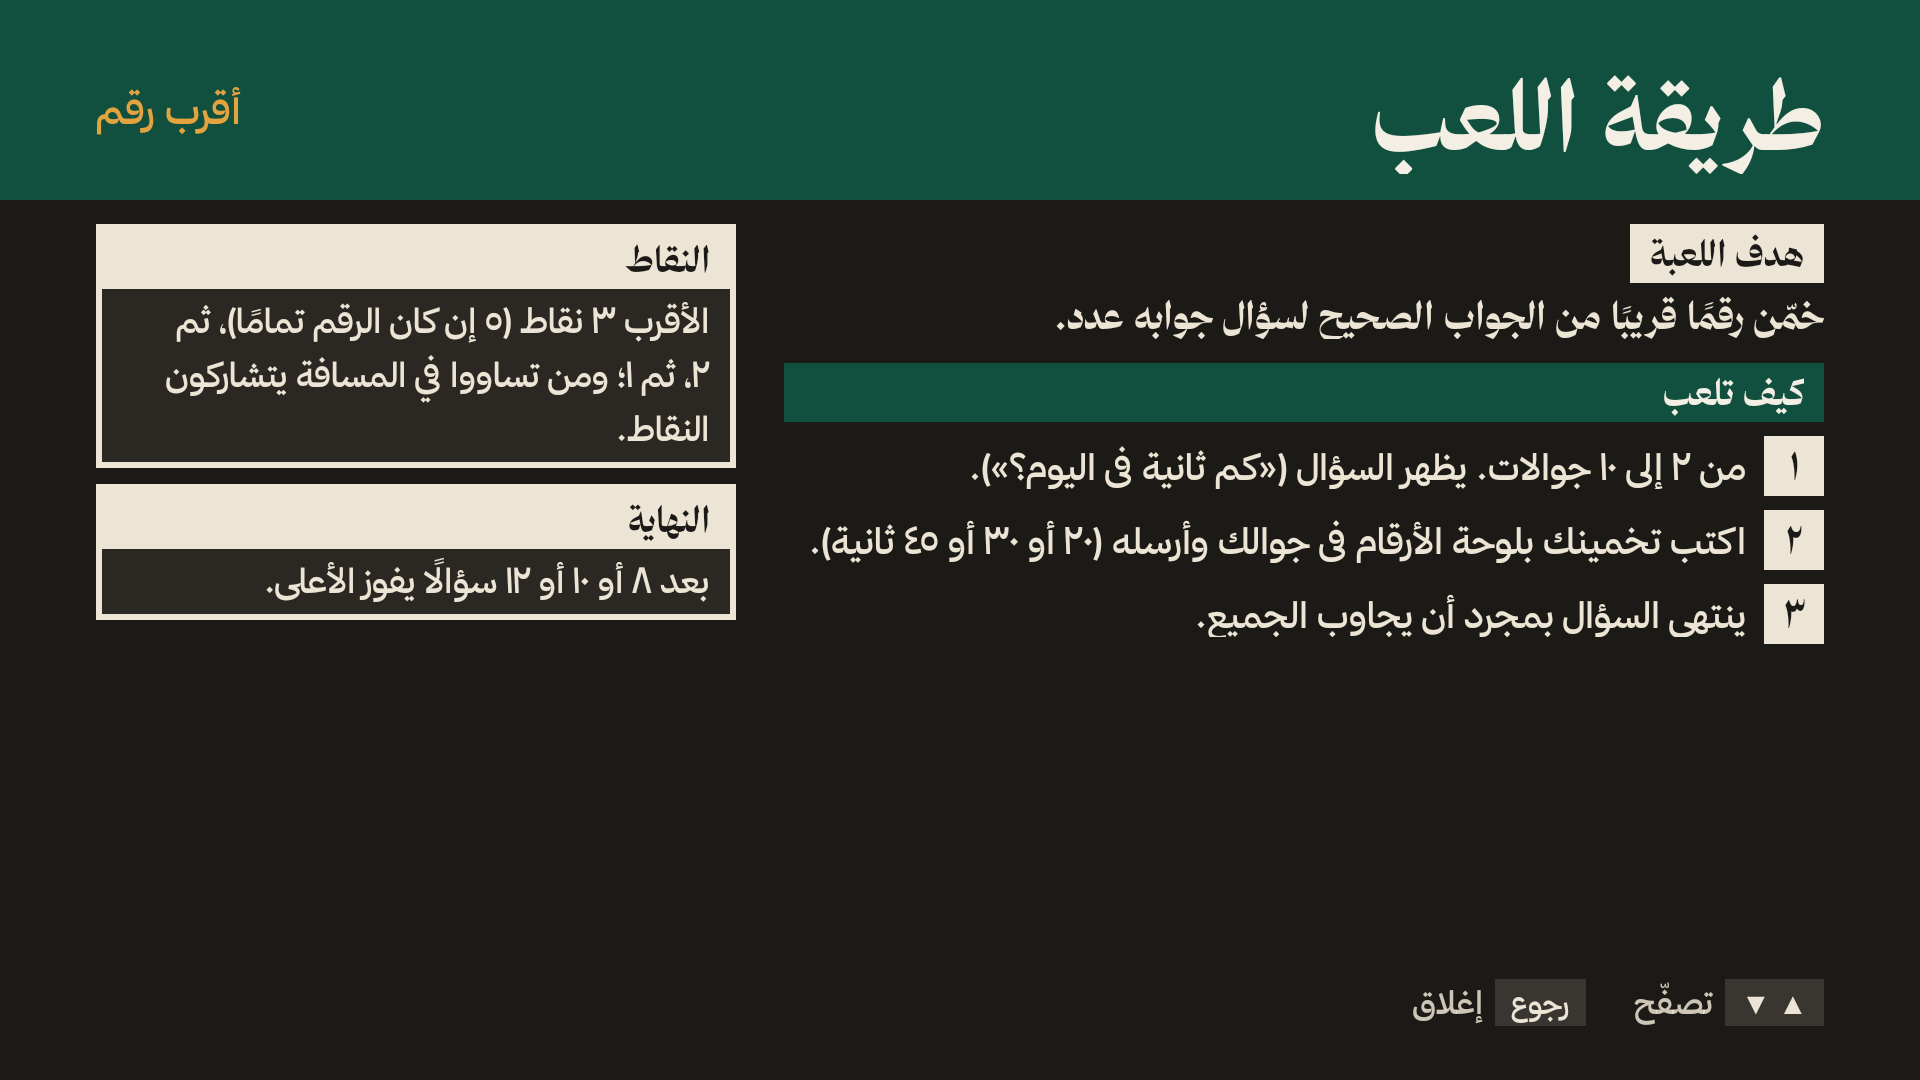 طريقة اللعب
أقرب رقم
هدف اللعبة
خمّن رقمًا قريبًا من الجواب الصحيح لسؤال جوابه عدد.
كيف تلعب
١
من ٢ إلى ١٠ جوالات. يظهر السؤال («كم ثانية في اليوم؟»).
٢
اكتب تخمينك بلوحة الأرقام في جوالك وأرسله (٢٠ أو ٣٠ أو ٤٥ ثانية).
٣
ينتهي السؤال بمجرد أن يجاوب الجميع.
النقاط
الأقرب ٣ نقاط (٥ إن كان الرقم تمامًا)، ثم
٢، ثم ١؛ ومن تساووا في المسافة يتشاركون
النقاط.
النهاية
بعد ٨ أو ١٠ أو ١٢ سؤالًا يفوز الأعلى.
▲ ▼ تصفّح
رجوع إغلاق